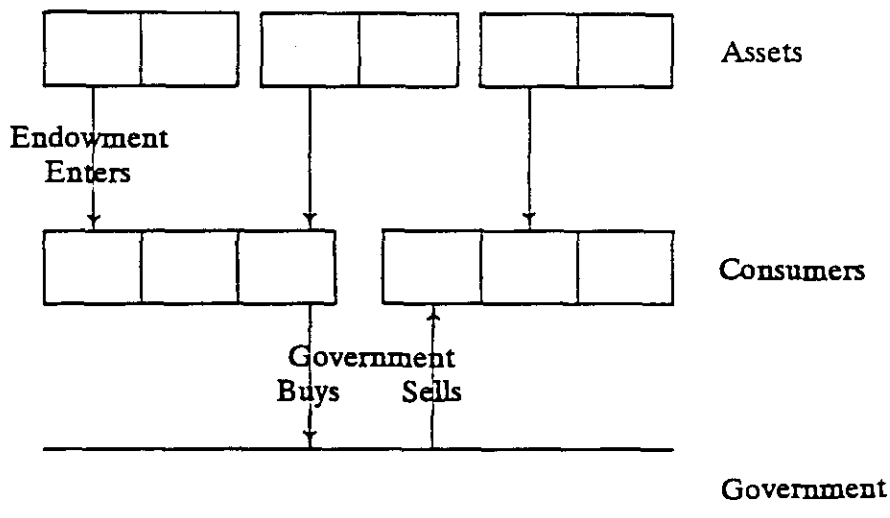 Assets
Endowment
Enters
Consumers
Government
Buys Sells
Government